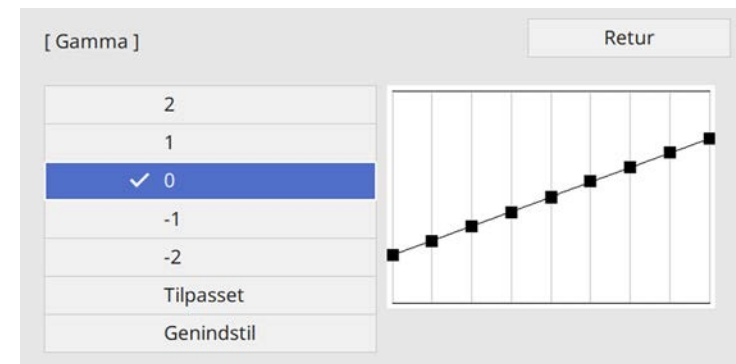 [ Gamma ]
Retur
2
1
0
-1
-2
Tilpasset
Genindstil